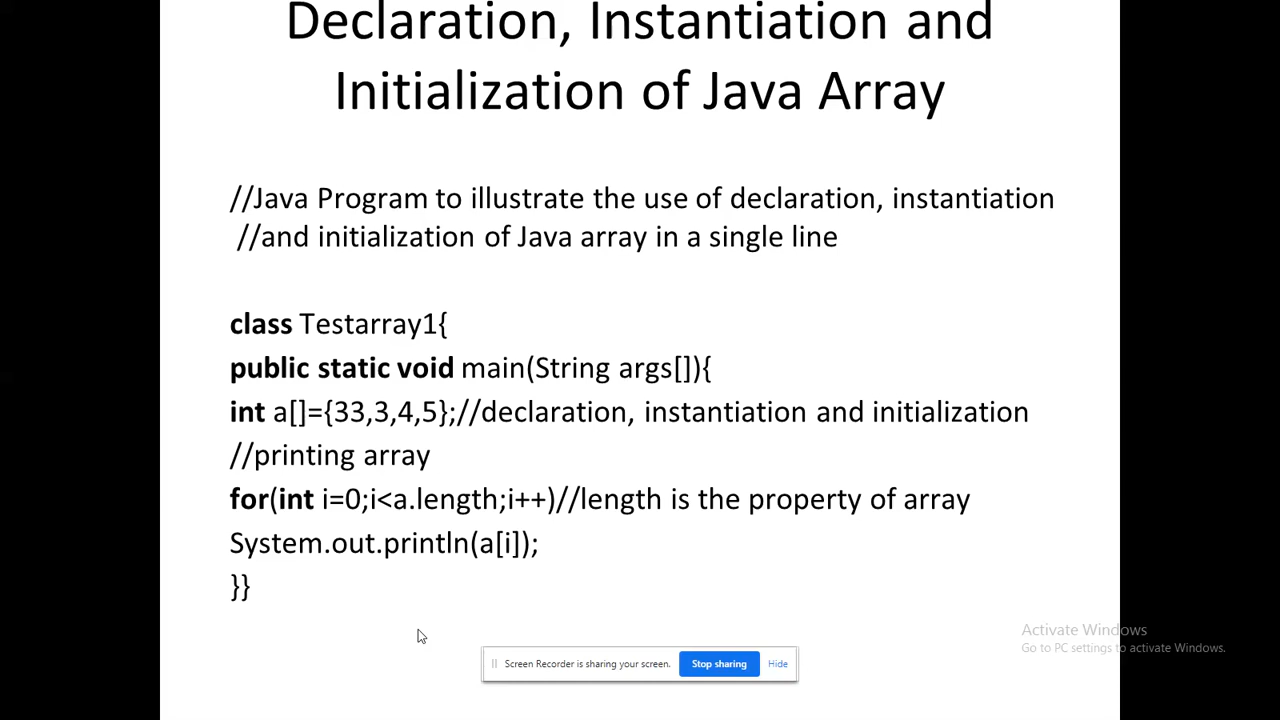 Declaration, Instantiation and
Initialization of Java Array
//Java Program to illustrate the use of declaration, instantiation
//and initialization of Java array in a single line
class Testarray1{
public static void main(String args[]){
int a[]={33,3,4,5};//declaration, instantiation and initialization
//printing array
for(int i=0;i<a.length;i++)//length is the property of array
System.out.println(a[i]);
}}
Activate Windows
Go to PC settings to activate Windows.
Screen Recorder is sharing your screen. Stop sharing Hide